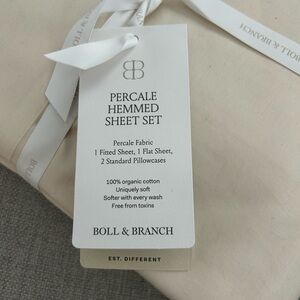 BOLL & BRANCH
BB
PERCALE
HEMMED
SHEET SET
Percale Fabric
1 Fitted Sheet, 1 Flat Sheet,
2 Standard Pillowcases
100% organic cotton
Uniquely soft
Softer with every wash
Free from toxins
BOLL & BRANCH
EST. DIFFERENT